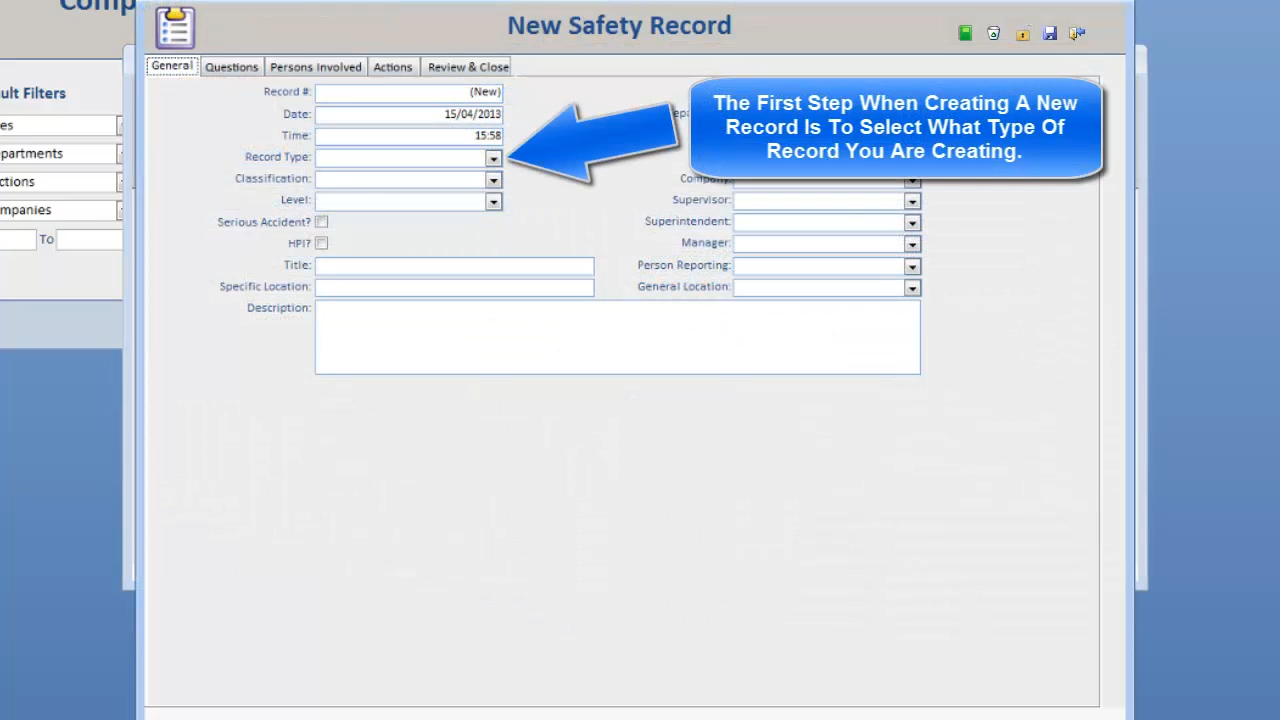 Comp
New Safety Record
General Questions Persons Involved Actions Review & Close
ult Filters
es
partments
ctions
mpanies
To
Record #: (New)
Date: 15/04/2013
Time: 15:58
Record Type:
Classification:
Level:
Serious Accident?
HPI?
Title:
Specific Location:
Description:
The First Step When Creating A New
Record Is To Select What Type Of
Record You Are Creating.
Company:
Supervisor:
Superintendent:
Manager:
Person Reporting:
General Location: